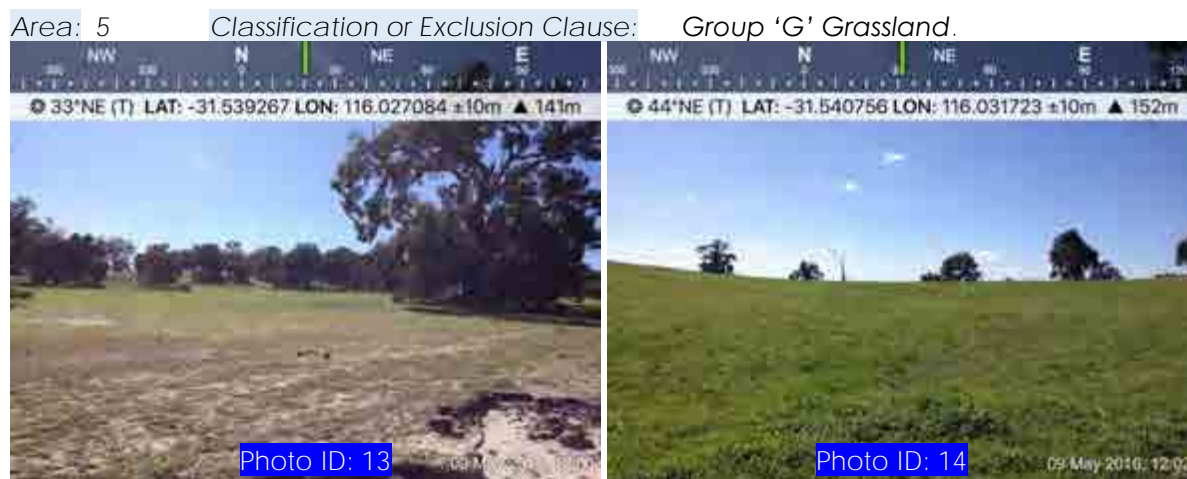 Area: 5 Classification or Exclusion Clause: Group 'G' Grassland.
NW N NE E
33°NE (T) LAT: -31.539267 LON: 116.027084 ±10m ▲ 141m
Photo ID: 13
NW N NE E
44°NE (T) LAT: -31.540756 LON: 116.031723 ±10m ▲ 152m
Photo ID: 14
09 May 2016, 12:02